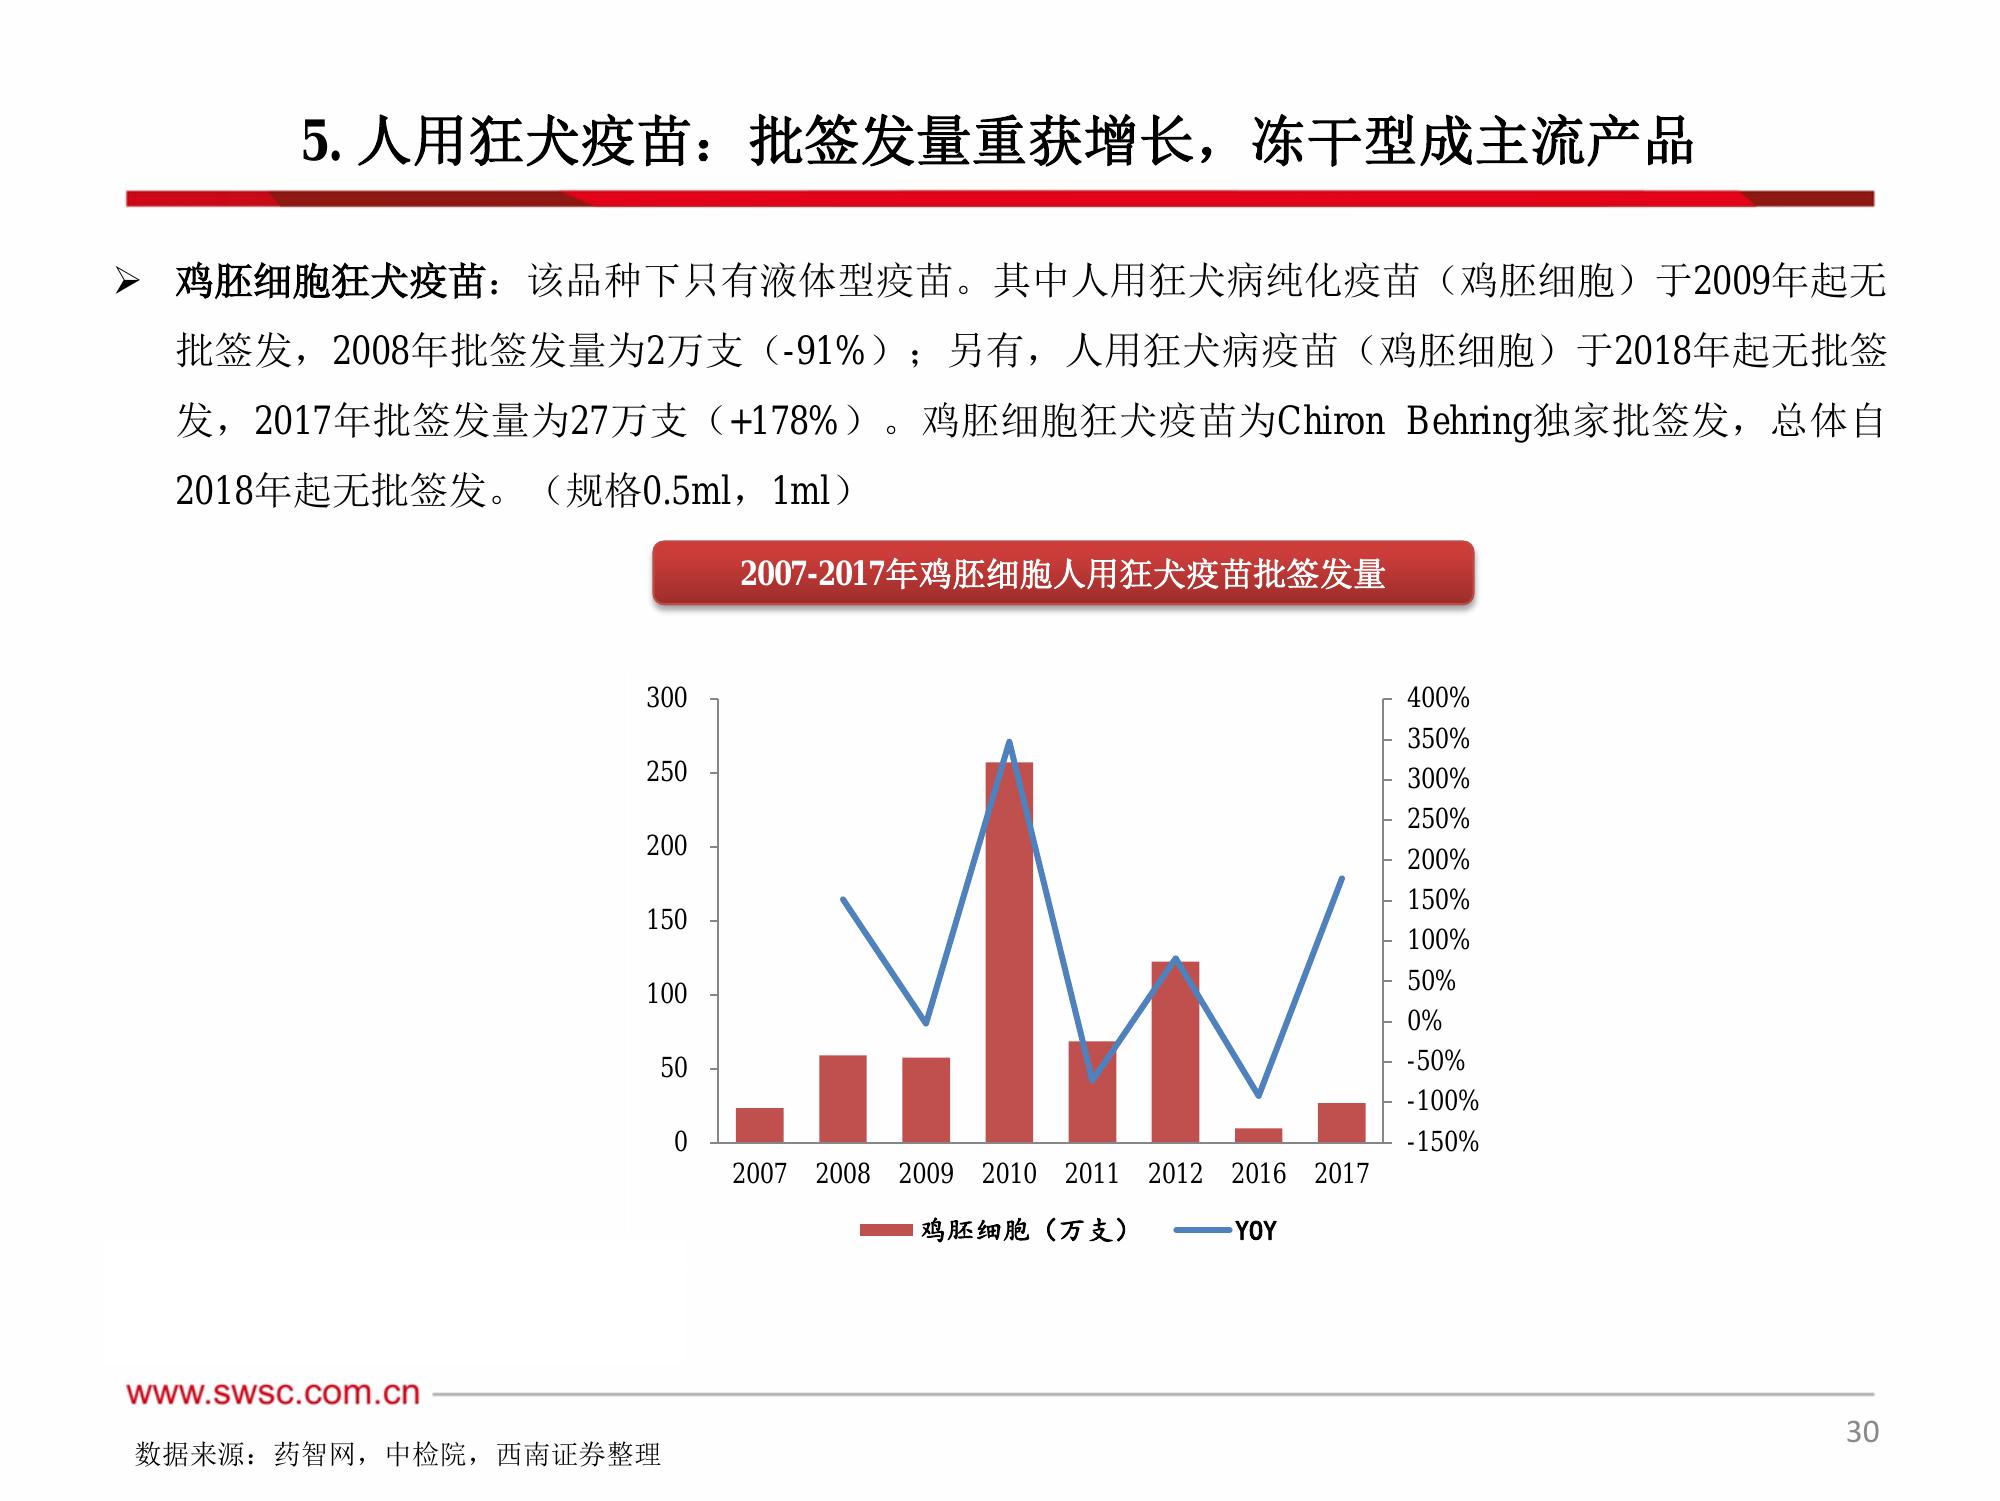 5. 人用狂犬疫苗：批签发量重获增长，冻干型成主流产品
➢ 鸡胚细胞狂犬疫苗：该品种下只有液体型疫苗。其中人用狂犬病纯化疫苗（鸡胚细胞）于2009年起无
批签发，2008年批签发量为2万支（-91%）；另有，人用狂犬病疫苗（鸡胚细胞）于2018年起无批签
发，2017年批签发量为27万支（+178%）。鸡胚细胞狂犬疫苗为Chiron Behring独家批签发，总体自
2018年起无批签发。（规格0.5ml，1ml）
2007-2017年鸡胚细胞人用狂犬疫苗批签发量
300
250
200
150
100
50
0
400%
350%
300%
250%
200%
150%
100%
50%
0%
-50%
-100%
-150%
2007 2008 2009 2010 2011 2012 2016 2017
鸡胚细胞（万支） YOY
www.swsc.com.cn
30
数据来源：药智网，中检院，西南证券整理